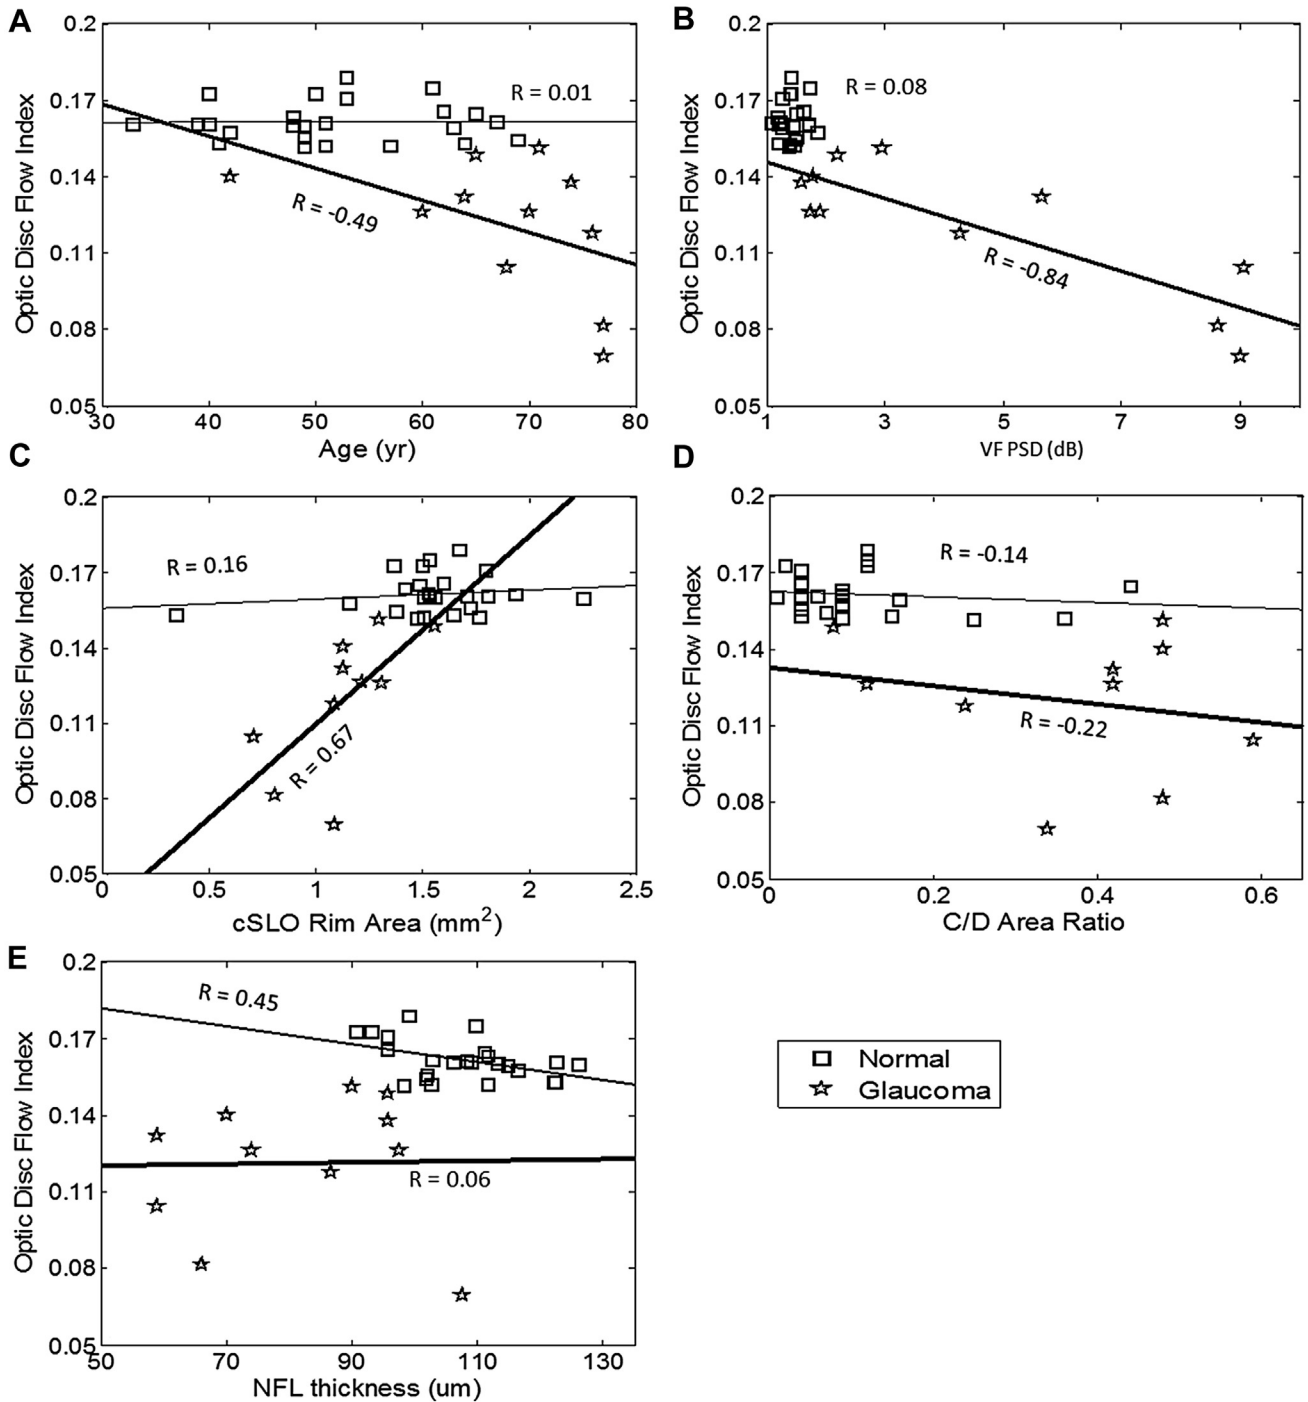 A
Optic Disc Flow Index
0.2
0.17
0.14
0.11
0.08
0.05
R = 0.01
R = -0.49
30 40 50 60 70 80
Age (yr)
B
Optic Disc Flow Index
0.2
0.17
0.14
0.11
0.08
0.05
R = 0.08
R = -0.84
1 3 5 7 9
VF PSD (dB)
C
Optic Disc Flow Index
0.2
0.17
0.14
0.11
0.08
0.05
R = 0.16
R = 0.67
0 0.5 1 1.5 2 2.5
cSLO Rim Area (mm²)
D
Optic Disc Flow Index
0.2
0.17
0.14
0.11
0.08
0.05
R = -0.14
R = -0.22
0 0.2 0.4 0.6
C/D Area Ratio
E
Optic Disc Flow Index
0.2
0.17
0.14
0.11
0.08
0.05
R = 0.45
R = 0.06
50 70 90 110 130
NFL thickness (um)
Normal
Glaucoma